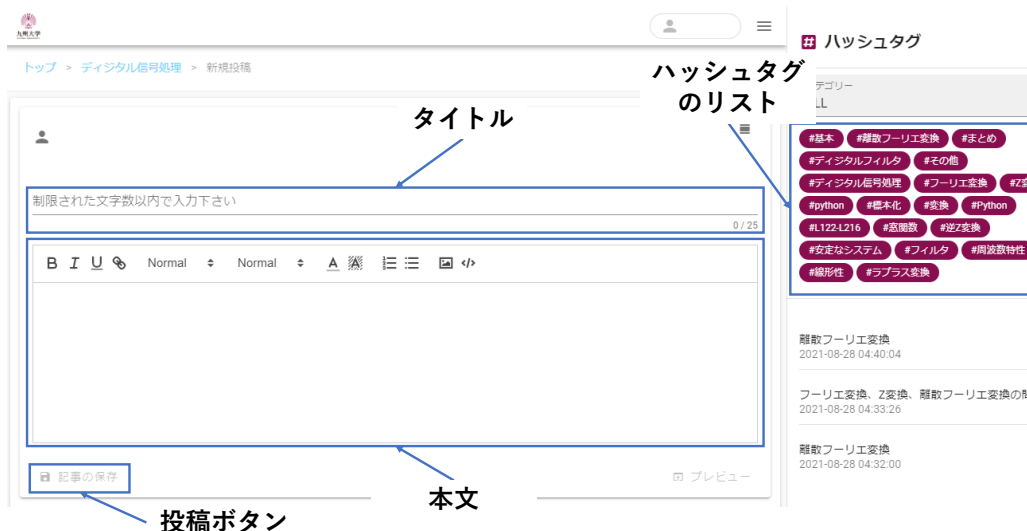 九州大学
ハッシュタグ
トップ > ディジタル信号処理 > 新規投稿
ハッシュタグ
のリスト
タイトル
テゴリー
LL
#基本 #離散フーリエ変換 #まとめ
#ディジタルフィルタ #その他
#ディジタル信号処理 #フーリエ変換 #Z変
#python #標本化 #変換 #Python
#L122-L216 #窓関数 #逆Z変換
#安定なシステム #フィルタ #周波数特性
#線形性 #ラプラス変換
制限された文字数以内で入力下さい
0 / 25
B I U Normal Normal A A
離散フーリエ変換
2021-08-28 04:40:04
フーリエ変換、Z変換、離散フーリエ変換の関
2021-08-28 04:33:26
離散フーリエ変換
2021-08-28 04:32:00
記事の保存
プレビュー
本文
投稿ボタン